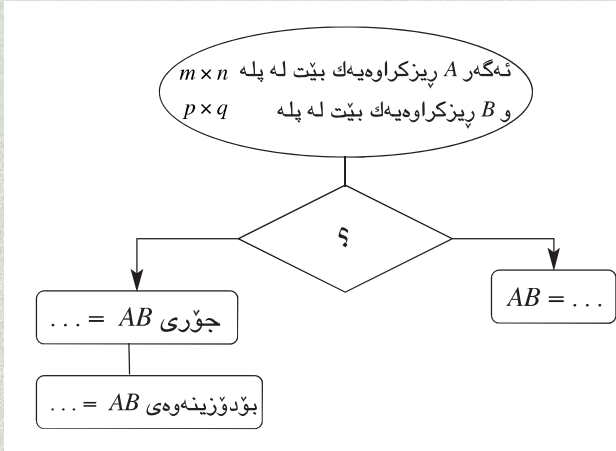 ئەگەر A ڕیزکراوەیەك بێت لە پلە m × n
و B ڕیزکراوەیەك بێت لە پلە p × q
؟
AB = . . .
جۆری AB = . . .
بۆدۆزینەوەی AB = . . .